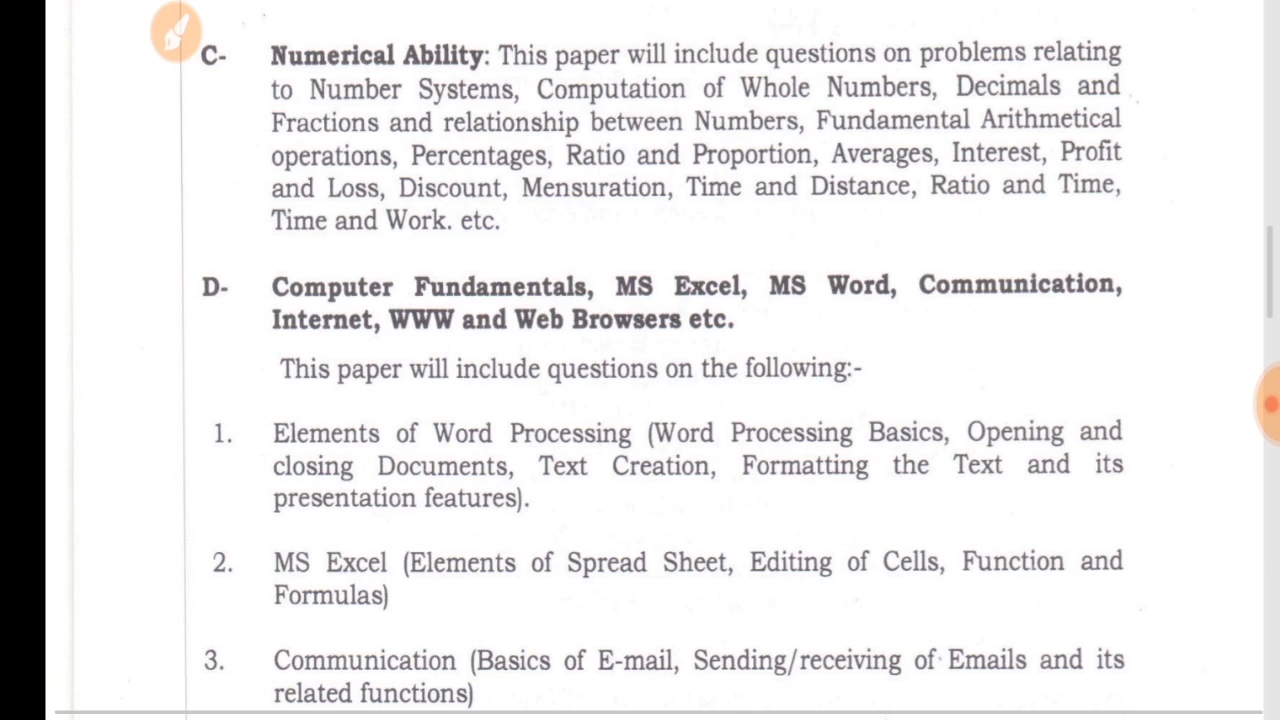 C- Numerical Ability: This paper will include questions on problems relating
to Number Systems, Computation of Whole Numbers, Decimals and
Fractions and relationship between Numbers, Fundamental Arithmetical
operations, Percentages, Ratio and Proportion, Averages, Interest, Profit
and Loss, Discount, Mensuration, Time and Distance, Ratio and Time,
Time and Work. etc.
D- Computer Fundamentals, MS Excel, MS Word, Communication,
Internet, WWW and Web Browsers etc.
This paper will include questions on the following:-
1. Elements of Word Processing (Word Processing Basics, Opening and
closing Documents, Text Creation, Formatting the Text and its
presentation features).
2. MS Excel (Elements of Spread Sheet, Editing of Cells, Function and
Formulas)
3. Communication (Basics of E-mail, Sending/receiving of Emails and its
related functions)